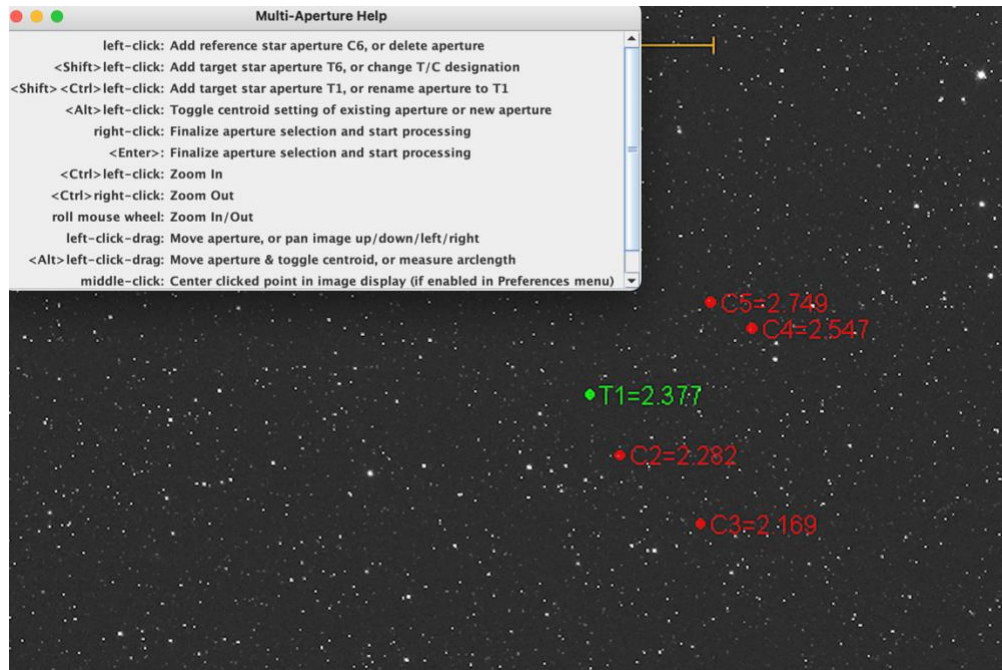 Multi-Aperture Help
left-click: Add reference star aperture C6, or delete aperture
<Shift>left-click: Add target star aperture T6, or change T/C designation
<Shift><Ctrl>left-click: Add target star aperture T1, or rename aperture to T1
<Alt>left-click: Toggle centroid setting of existing aperture or new aperture
right-click: Finalize aperture selection and start processing
<Enter>: Finalize aperture selection and start processing
<Ctrl>left-click: Zoom In
<Ctrl>right-click: Zoom Out
roll mouse wheel: Zoom In/Out
left-click-drag: Move aperture, or pan image up/down/left/right
<Alt>left-click-drag: Move aperture & toggle centroid, or measure arclength
middle-click: Center clicked point in image display (if enabled in Preferences menu)
C5=2.749
C4=2.547
T1=2.377
C2=2.282
C3=2.169